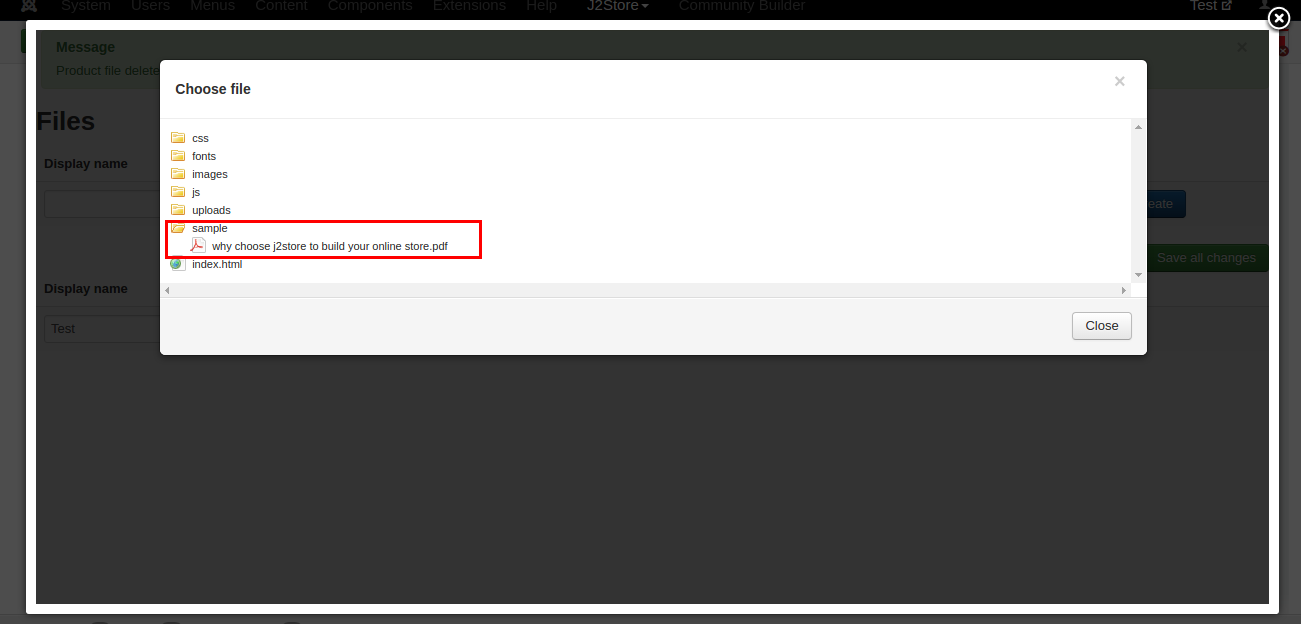 System Users Menus Content Components Extensions Help J2Store Community Builder Test
Message
Product file delete
Choose file
Files
css
fonts
images
js
uploads
sample
why choose j2store to build your online store.pdf
index.html
Display name
eate
Save all changes
Display name
Test
Close